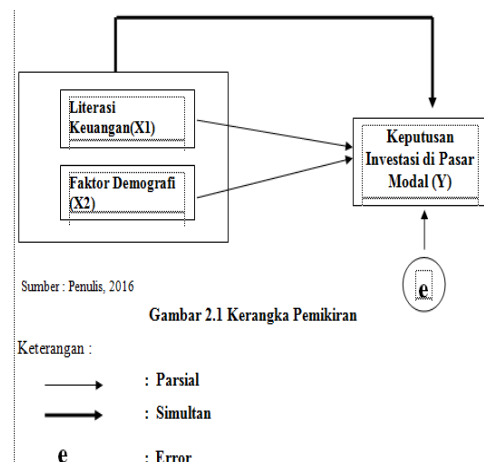 Literasi
Keuangan(X1)
Faktor Demografi
(X2)
Keputusan
Investasi di Pasar
Modal (Y)
e
Sumber : Penulis, 2016
Gambar 2.1 Kerangka Pemikiran
Keterangan :
: Parsial
: Simultan
e : Error